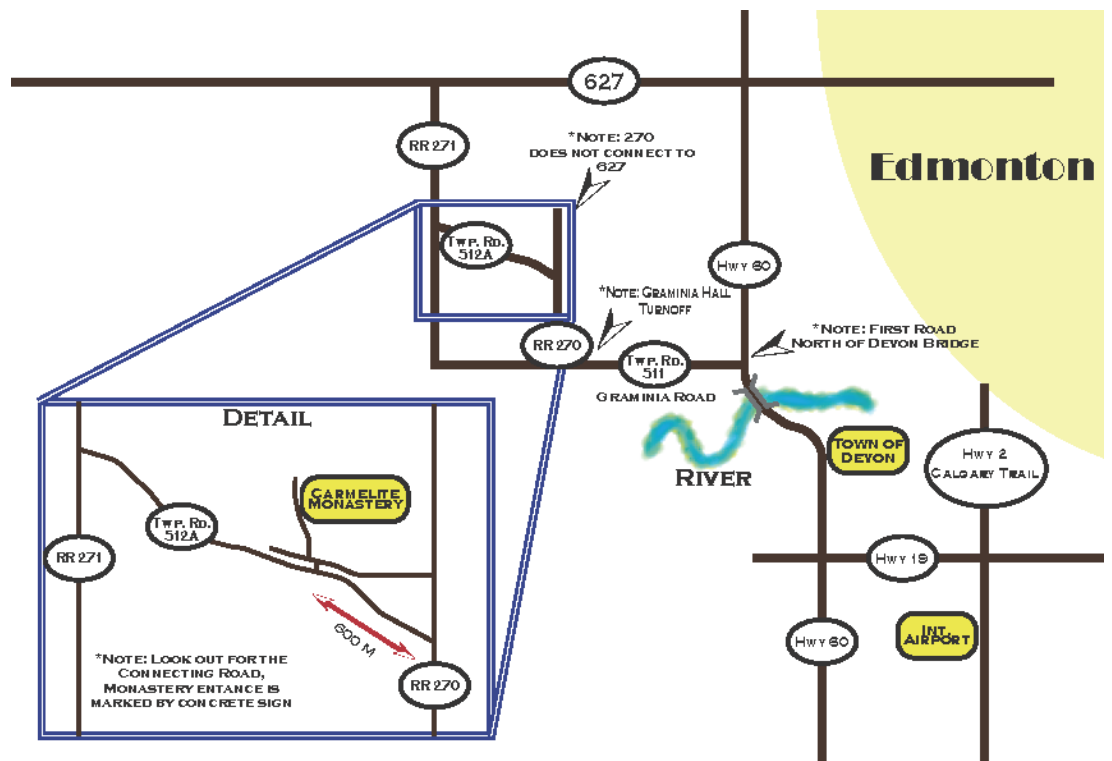 627
RR 271
*Note: 270
does not connect to
627
Edmonton
Twp. Rd.
512A
Hwy 60
*Note: Graminia Hall
Turnoff
*Note: First Road
North of Devon Bridge
RR 270
Twp. Rd.
511
Graminia Road
Detail
River
Town of
Devon
Hwy 2
Calgary Trail
Carmelite
Monastery
Twp. Rd.
512A
RR 271
Hwy 19
600 M
Hwy 60
Int.
Airport
*Note: Look out for the
Connecting Road,
Monastery entance is
marked by concrete sign
RR 270